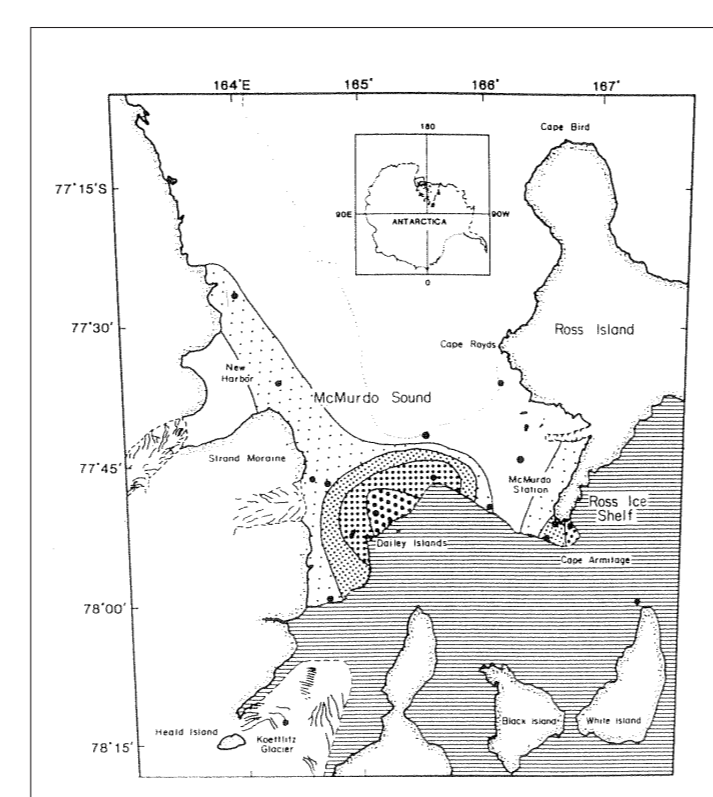 164°E 165° 166° 167°
Cape Bird
180
77°15'S
90E
ANTARCTICA
90W
0
77°30'
Cape Royds
Ross Island
New
Harbor
McMurdo Sound
77°45'
Strand Moraine
McMurdo
Station
Ross Ice
Shelf
Dailey Islands
Cape Armitage
78°00'
Heald Island
Koettlitz
Glacier
Black Island
White Island
78°15'